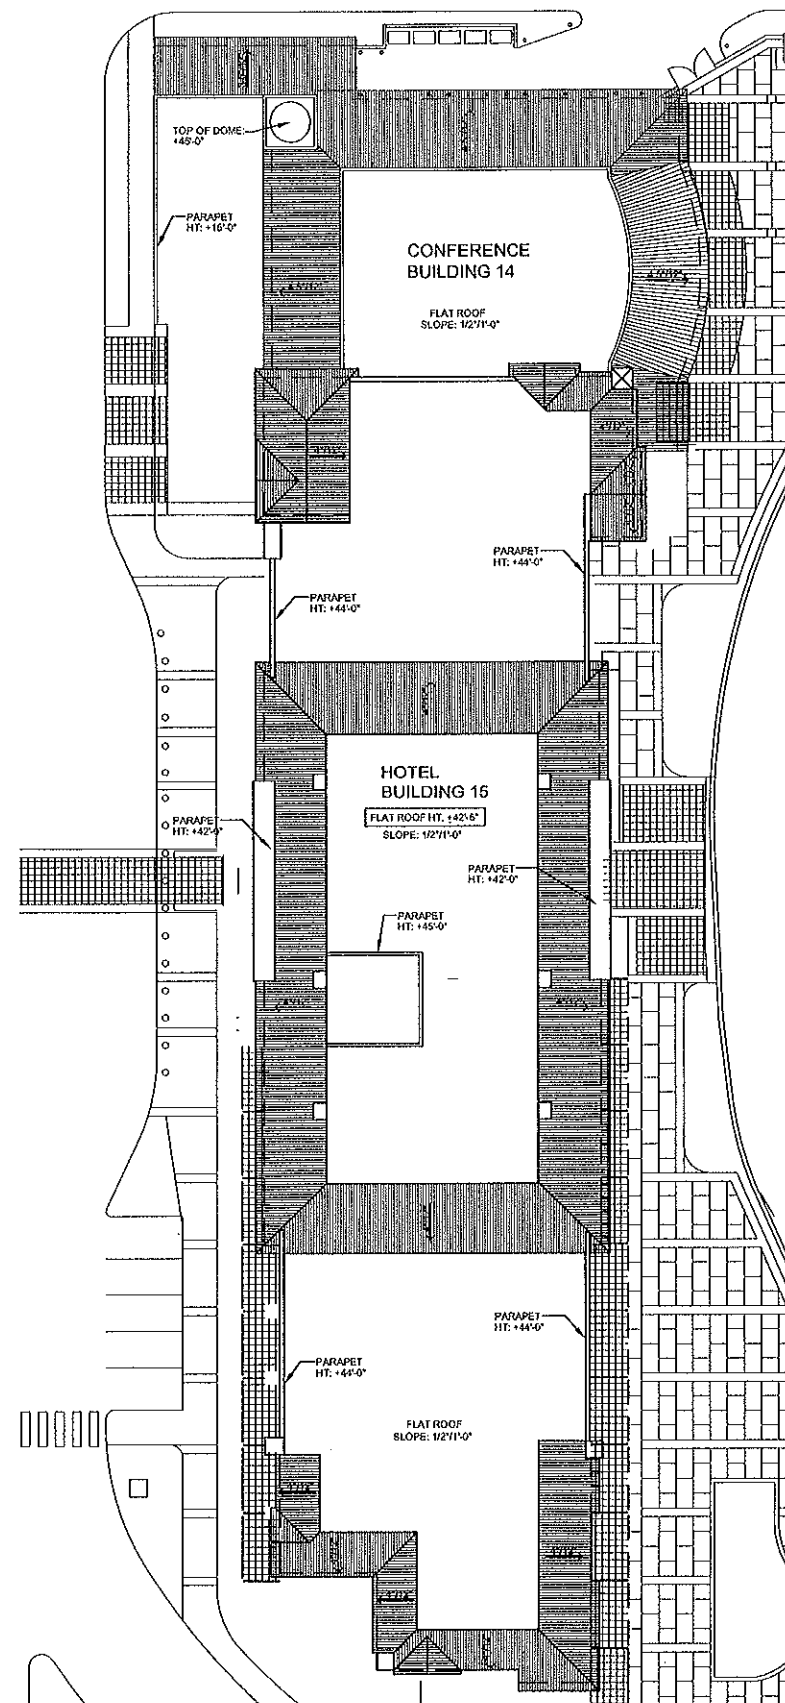 TOP OF DOME:
+45'-0"
PARAPET
HT: +16'-0"
CONFERENCE
BUILDING 14
FLAT ROOF
SLOPE: 1/2"/1'-0"
PARAPET
HT: +44'-0"
PARAPET
HT: +44'-0"
HOTEL
BUILDING 15
FLAT ROOF HT. +42'-6"
SLOPE: 1/2"/1'-0"
PARAPET
HT: +42'-0"
PARAPET
HT: +42'-0"
PARAPET
HT: +45'-0"
PARAPET
HT: +44'-0"
PARAPET
HT: +44'-0"
FLAT ROOF
SLOPE: 1/2"/1'-0"